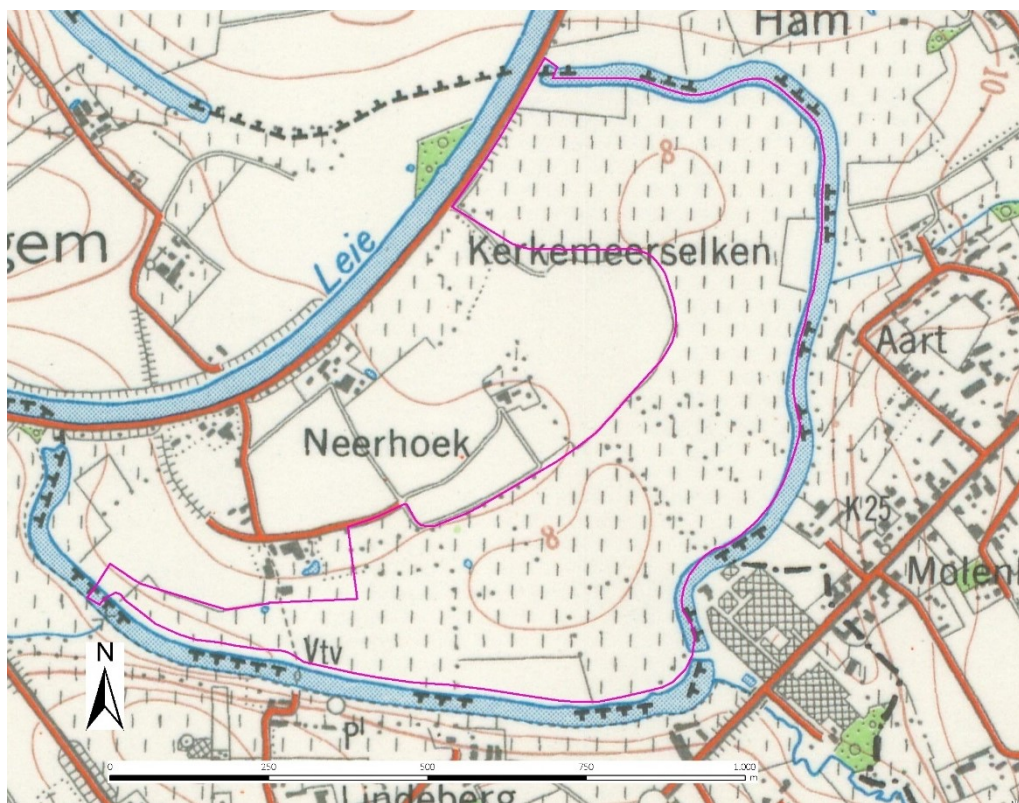 Ham
10
8
Leie
gem
Kerkemeerselken
Aart
Neerhoek
K25
8
Molen
Vtv
N
pl
0
250
500
750
1.000
m
Lindeberg